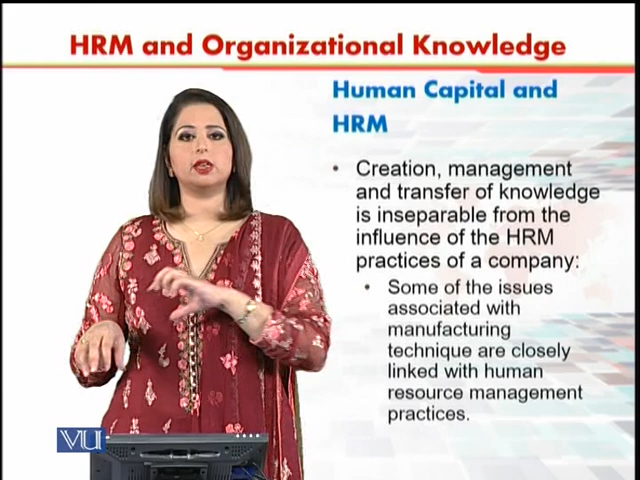 HRM and Organizational Knowledge
Human Capital and
HRM
• Creation, management
and transfer of knowledge
is inseparable from the
influence of the HRM
practices of a company:
• Some of the issues
associated with
manufacturing
technique are closely
linked with human
resource management
practices.
VU